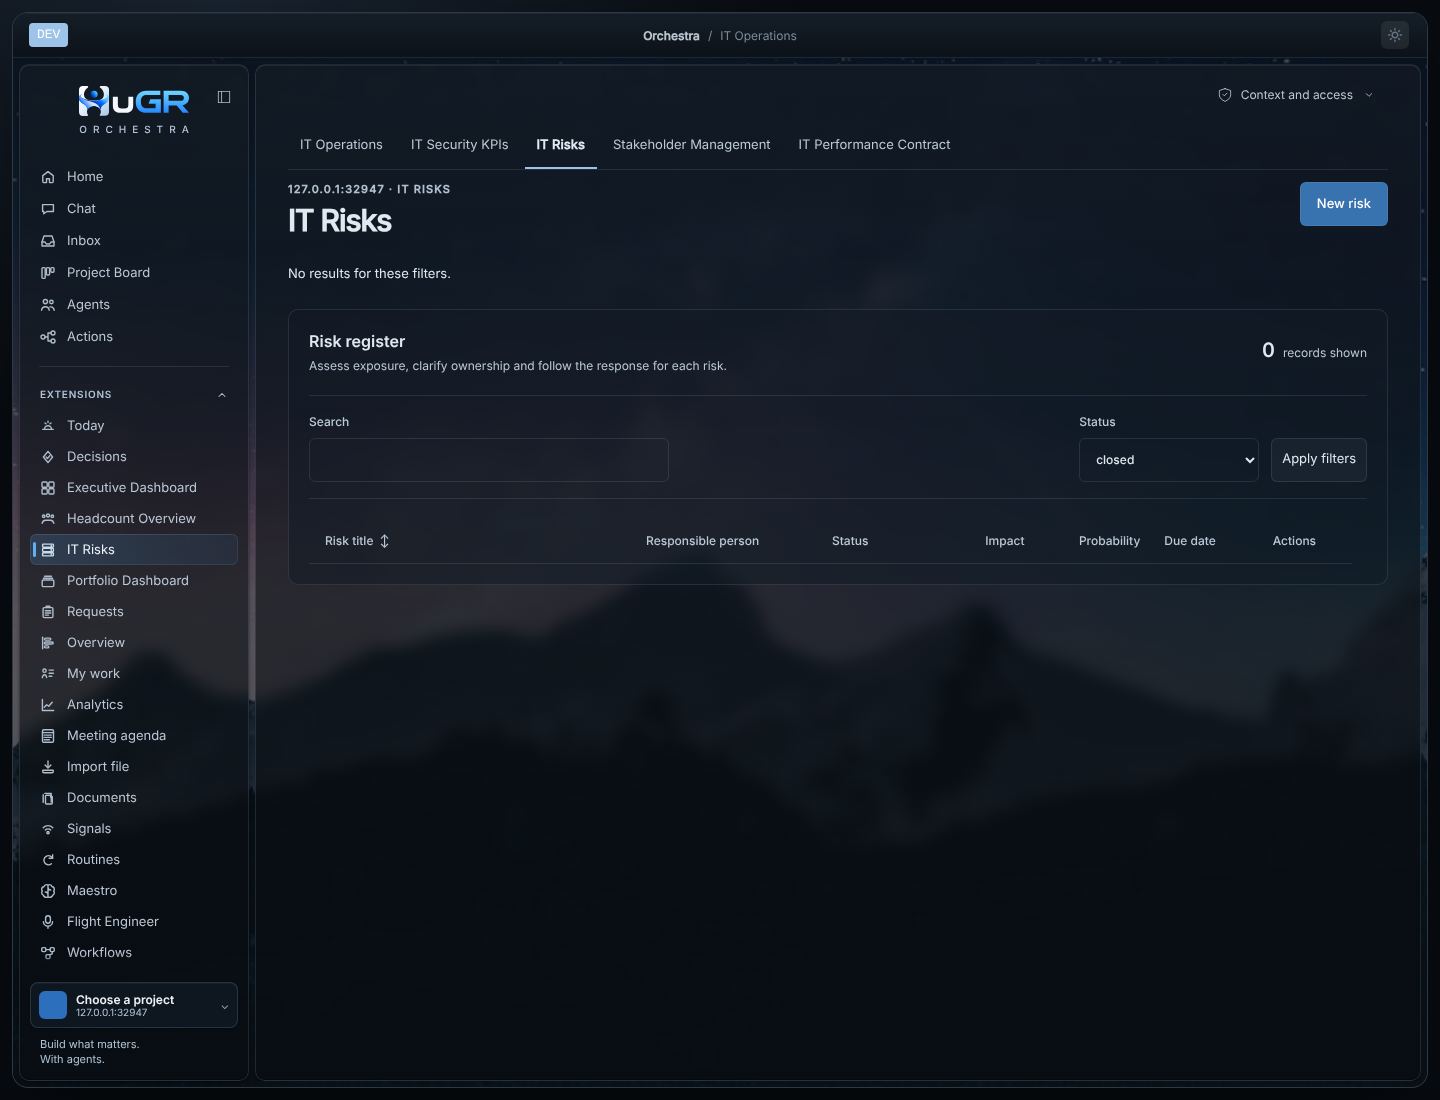 DEV
Orchestra / IT Operations
HuGR
ORCHESTRA
Home
Chat
Inbox
Project Board
Agents
Actions
EXTENSIONS
Today
Decisions
Executive Dashboard
Headcount Overview
IT Risks
Portfolio Dashboard
Requests
Overview
My work
Analytics
Meeting agenda
Import file
Documents
Signals
Routines
Maestro
Flight Engineer
Workflows
Choose a project
127.0.0.1:32947
Build what matters.
With agents.
Context and access
IT Operations IT Security KPIs IT Risks Stakeholder Management IT Performance Contract
127.0.0.1:32947 · IT RISKS
IT Risks
New risk
No results for these filters.
Risk register
Assess exposure, clarify ownership and follow the response for each risk.
0 records shown
Search
Status
closed
Apply filters
Risk title Responsible person Status Impact Probability Due date Actions